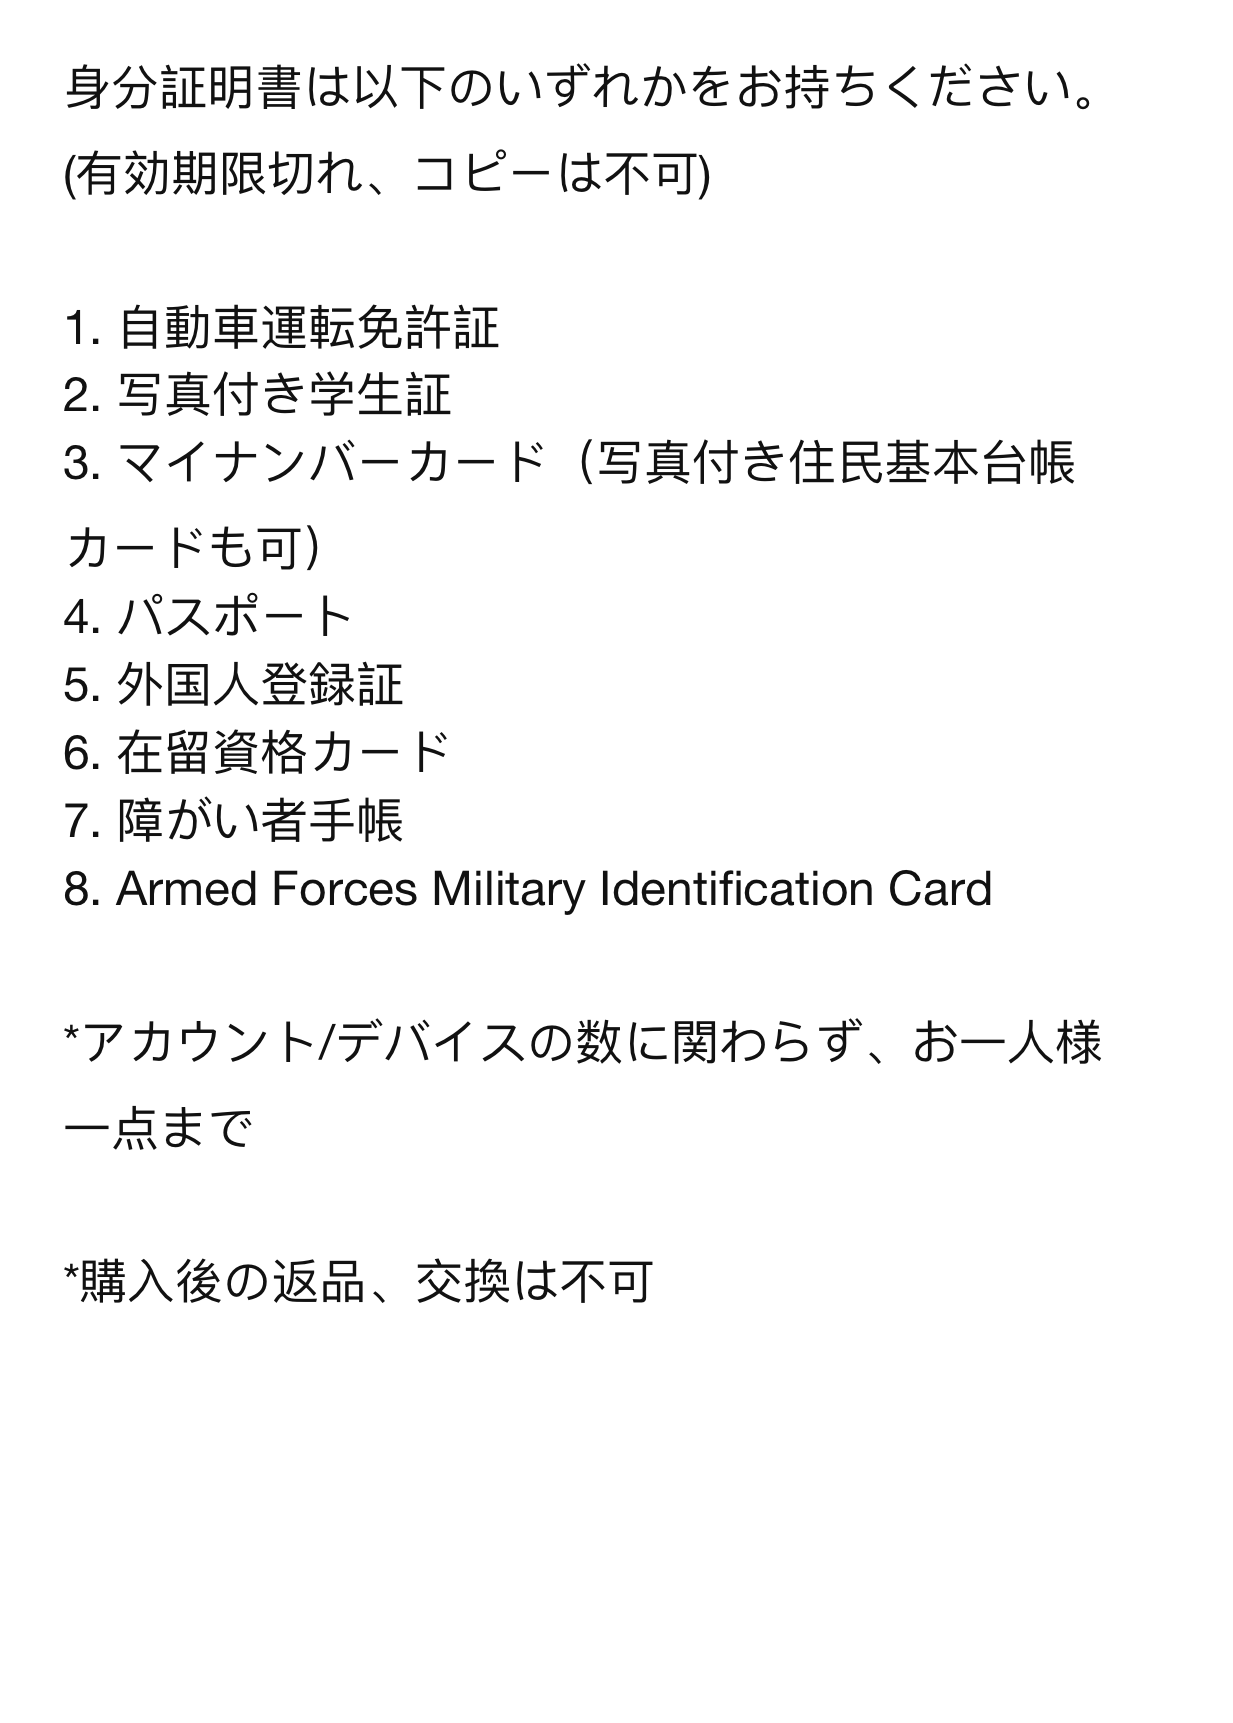 身分証明書は以下のいずれかをお持ちください。
(有効期限切れ、コピーは不可)
1. 自動車運転免許証
2. 写真付き学生証
3. マイナンバーカード（写真付き住民基本台帳
カードも可）
4. パスポート
5. 外国人登録証
6. 在留資格カード
7. 障がい者手帳
8. Armed Forces Military Identification Card
*アカウント/デバイスの数に関わらず、お一人様
一点まで
*購入後の返品、交換は不可